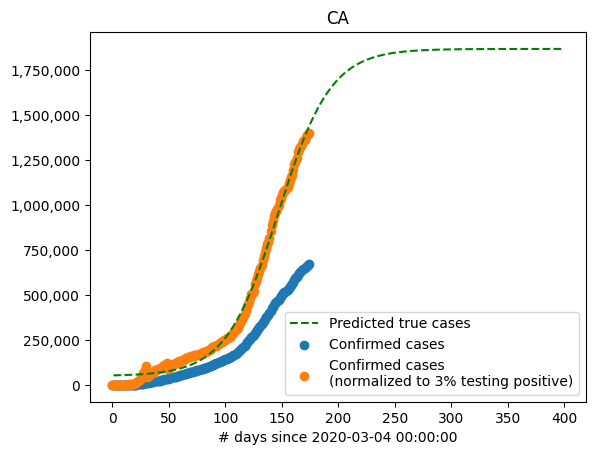 CA
1,750,000
1,500,000
1,250,000
1,000,000
750,000
500,000
250,000
0
Predicted true cases
Confirmed cases
Confirmed cases
(normalized to 3% testing positive)
0 50 100 150 200 250 300 350 400
# days since 2020-03-04 00:00:00